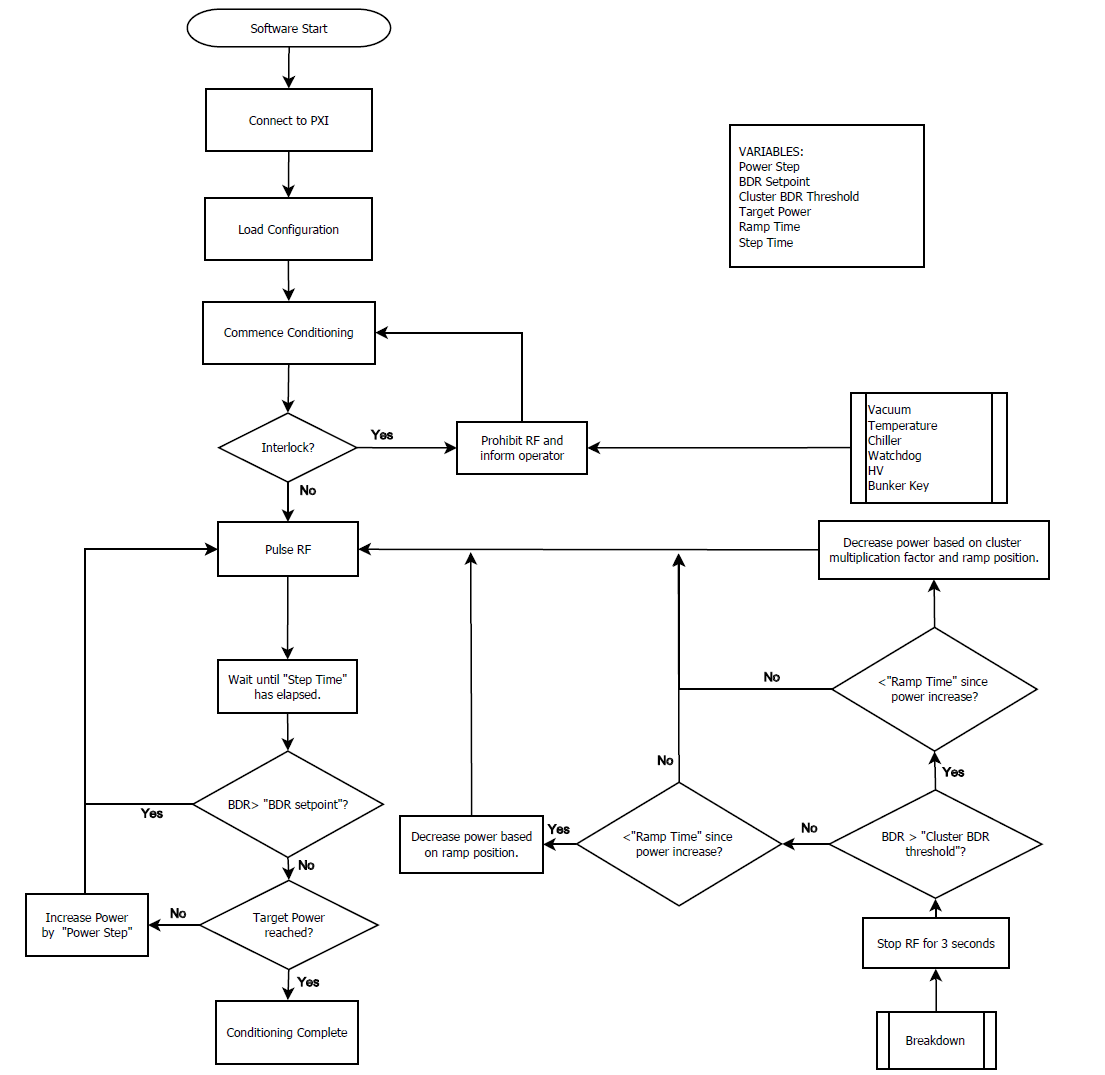 Software Start
Connect to PXI
VARIABLES:
Power Step
BDR Setpoint
Cluster BDR Threshold
Target Power
Ramp Time
Step Time
Load Configuration
Commence Conditioning
Interlock?
Yes
No
Prohibit RF and
inform operator
Vacuum
Temperature
Chiller
Watchdog
HV
Bunker Key
Pulse RF
Decrease power based on cluster
multiplication factor and ramp position.
Wait until "Step Time"
has elapsed.
<"Ramp Time" since
power increase?
No
Yes
BDR> "BDR setpoint"?
Yes
No
Decrease power based
on ramp position.
Yes
<"Ramp Time" since
power increase?
No
No
BDR > "Cluster BDR
threshold"?
Increase Power
by "Power Step"
No
Target Power
reached?
Yes
Stop RF for 3 seconds
Conditioning Complete
Breakdown